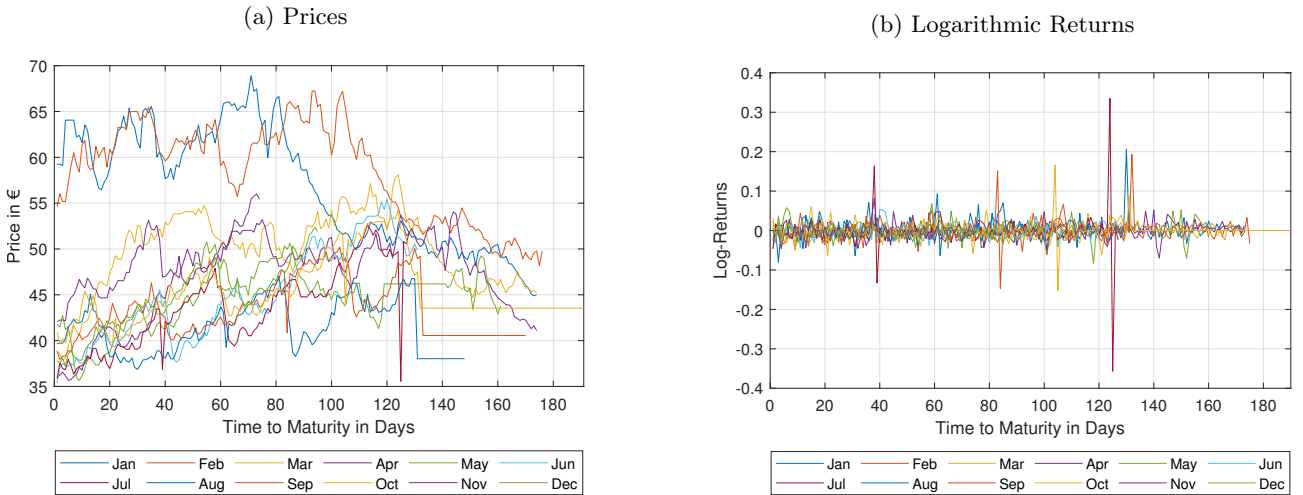 (a) Prices
70
65
60
55
50
45
40
35
Price in €
0 20 40 60 80 100 120 140 160 180
Time to Maturity in Days
Jan Feb Mar Apr May Jun
Jul Aug Sep Oct Nov Dec
(b) Logarithmic Returns
0.4
0.3
0.2
0.1
0
-0.1
-0.2
-0.3
-0.4
Log-Returns
0 20 40 60 80 100 120 140 160 180
Time to Maturity in Days
Jan Feb Mar Apr May Jun
Jul Aug Sep Oct Nov Dec